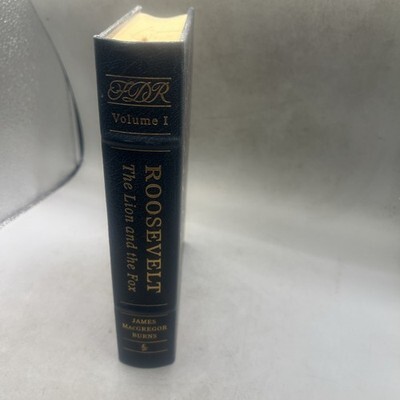 FDR
Volume I
ROOSEVELT
The Lion and the Fox
JAMES
MACGREGOR
BURNS